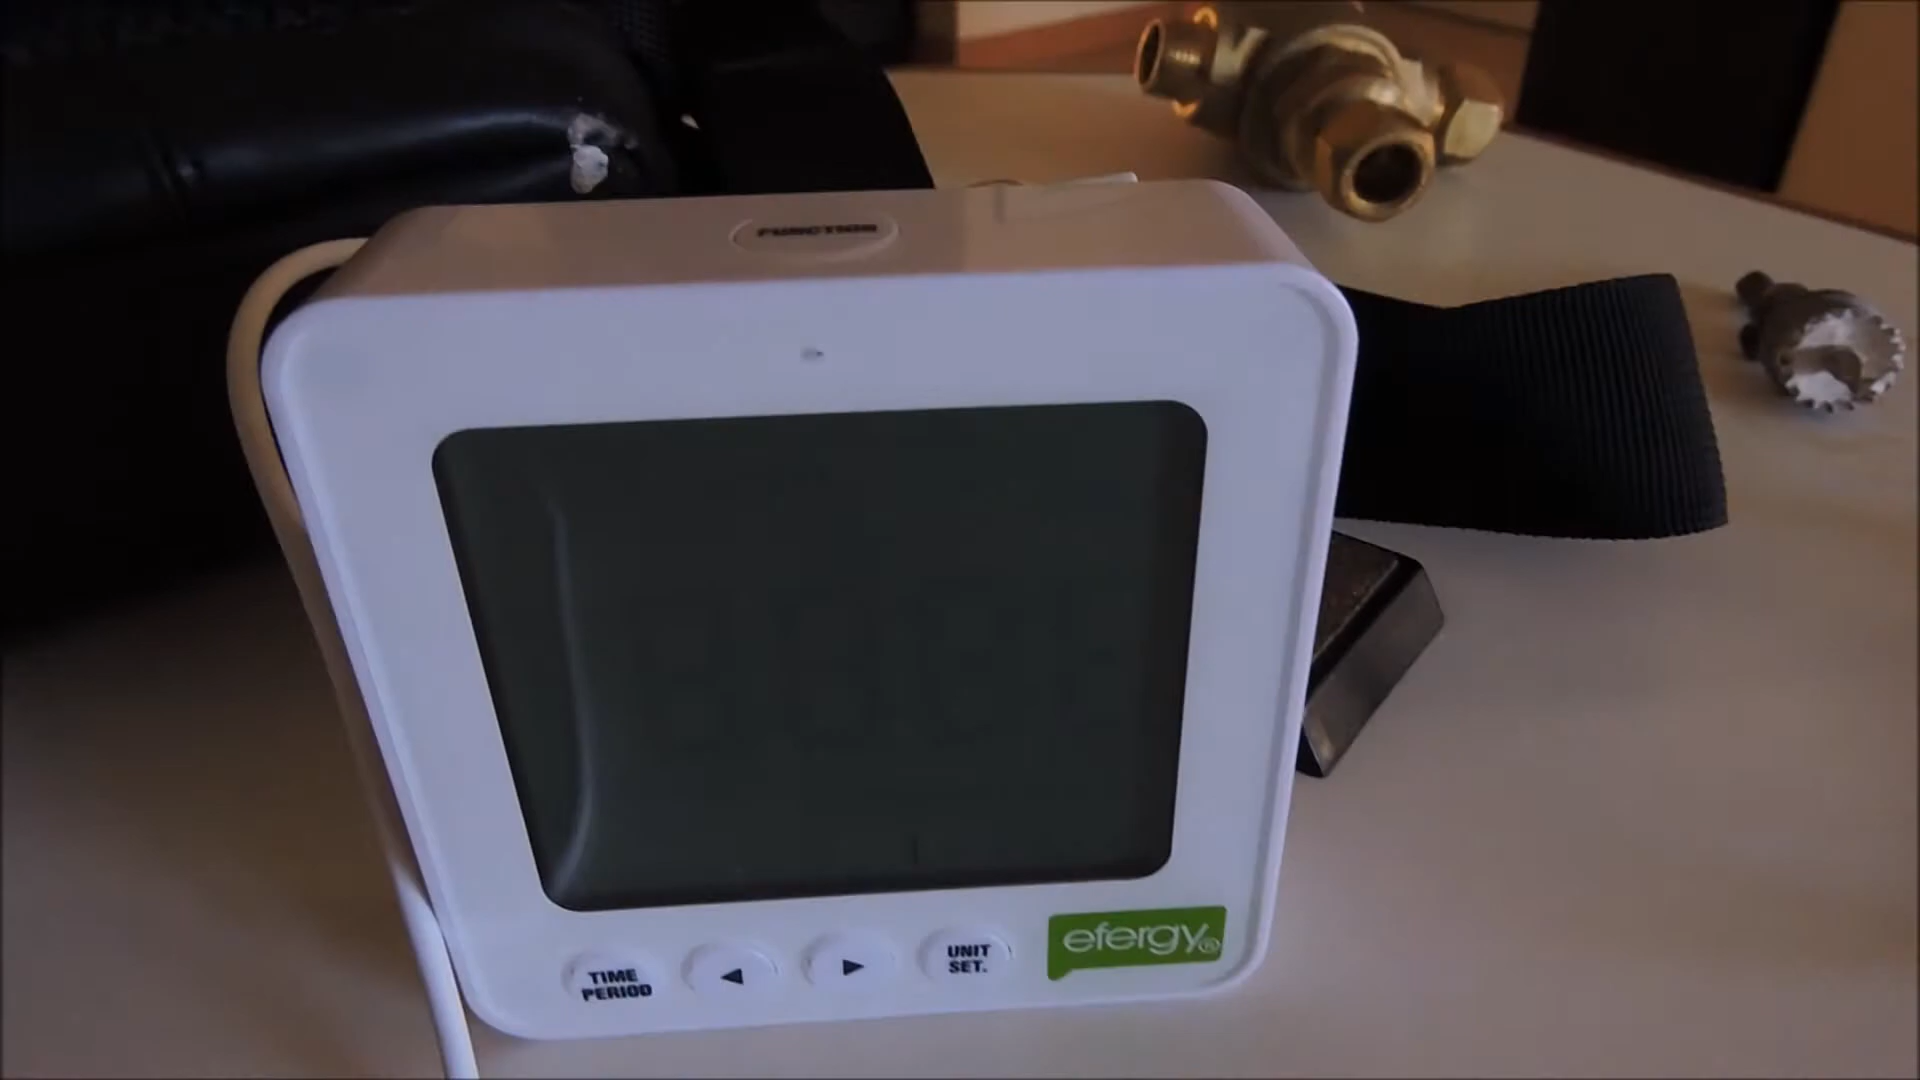 FUNCTION
TIME
PERIOD
UNIT
SET.
efergy®